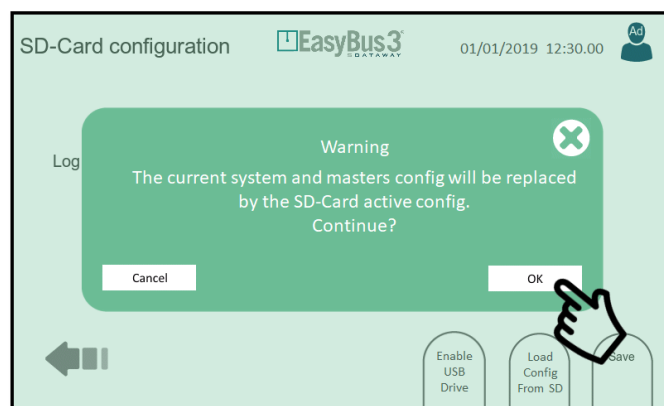 SD-Card configuration
EasyBus3
DATAWAY
01/01/2019 12:30.00
Ad
Log
Warning
The current system and masters config will be replaced
by the SD-Card active config.
Continue?
Cancel
OK
Enable
USB
Drive
Load
Config
From SD
Save